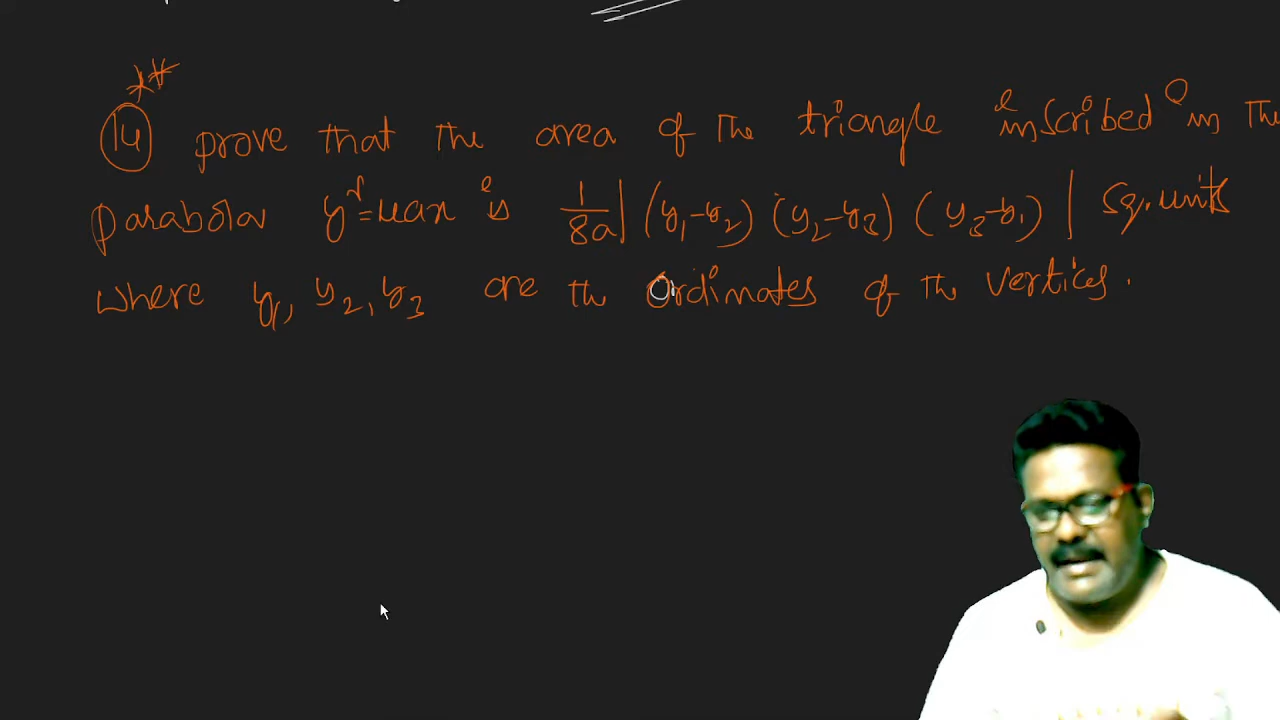 14 ** prove that the area of the triangle inscribed in the
parabola y² = 4ax is 1/8a |(y₁-y₂) (y₂-y₃) (y₃-y₁)| sq.units
where y₁, y₂, y₃ are the ordinates of the vertices.